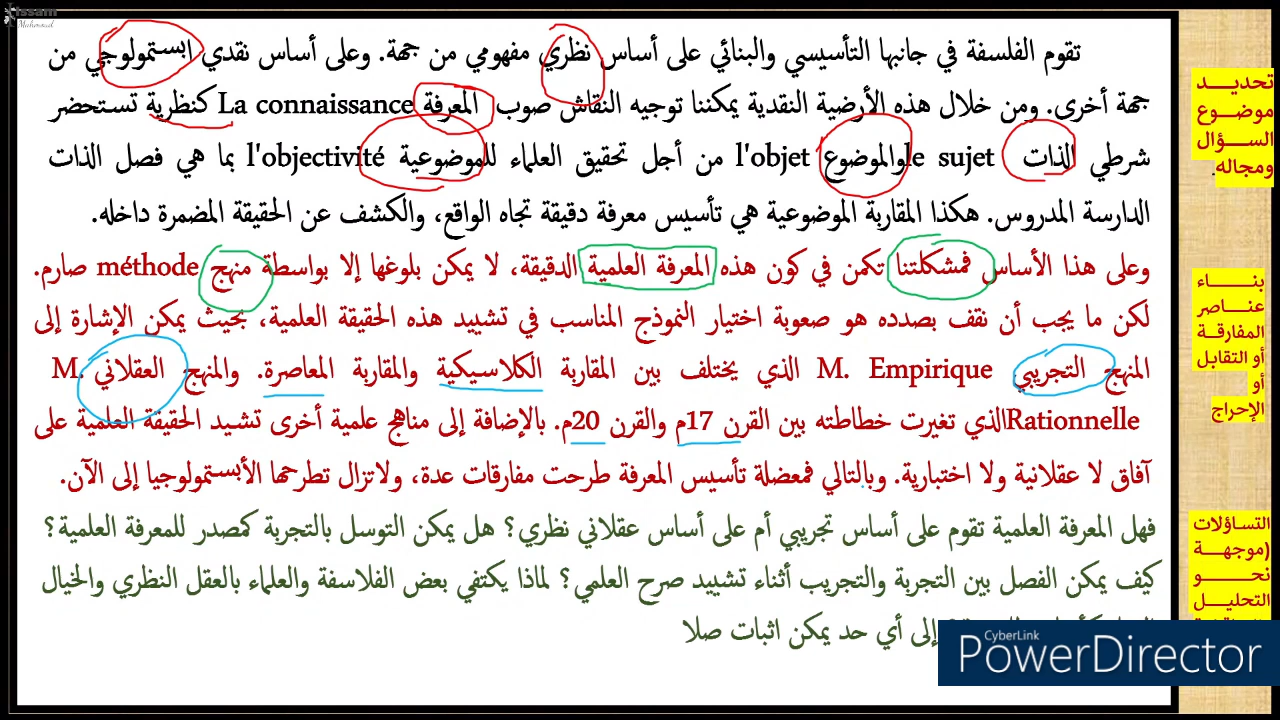 Issam
Mahmoud
تقوم الفلسفة في جانبها التأسيسي والبنائي على أساس نظري مفهومي من جهة. وعلى أساس نقدي ابستمولوجي من
جهة أخرى. ومن خلال هذه الأرضية النقدية يمكننا توجيه النقاش صوب المعرفة La connaissance كنظرية تستحضر
شرطي الذات le sujet والموضوع l'objet من أجل تحقيق العلماء للموضوعية l'objectivité بما هي فصل الذات
الدارسة المدروس. هكذا المقاربة الموضوعية هي تأسيس معرفة دقيقة تجاه الواقع، والكشف عن الحقيقة المضمرة داخله.
وعلى هذا الأساس فمشكلتنا تكمن في كون هذه المعرفة العلمية الدقيقة، لا يمكن بلوغها إلا بواسطة منهج méthode صارم.
لكن ما يجب أن نقف بصدده هو صعوبة اختيار النموذج المناسب في تشييد هذه الحقيقة العلمية، بحيث يمكن الإشارة إلى
المنهج التجريبي M. Empirique الذي يختلف بين المقاربة الكلاسيكية والمقاربة المعاصرة. والمنهج العقلاني M.
Rationnelle الذي تغيرت خطاطته بين القرن 17م والقرن 20م. بالإضافة إلى مناهج علمية أخرى تشيد الحقيقة العلمية على
آفاق لا عقلانية ولا اختبارية. وبالتالي فمعضلة تأسيس المعرفة طرحت مفارقات عدة، ولاتزال تطرحها الأبستمولوجيا إلى الآن.
فهل المعرفة العلمية تقوم على أساس تجريبي أم على أساس عقلاني نظري؟ هل يمكن التوسل بالتجربة كمصدر للمعرفة العلمية؟
كيف يمكن الفصل بين التجربة والتجريب أثناء تشييد صرح العلمي؟ لماذا يكتفي بعض الفلاسفة والعلماء بالعقل النظري والخيال
إلى أي حد يمكن اثبات صلا
تحديد
موضوع
السؤال
ومجاله.
بناء
عناصر
المفارقة
أو التقابل
أو
الإحراج
التساؤلات
(موجهة
نحو
التحليل
CyberLink
PowerDirector